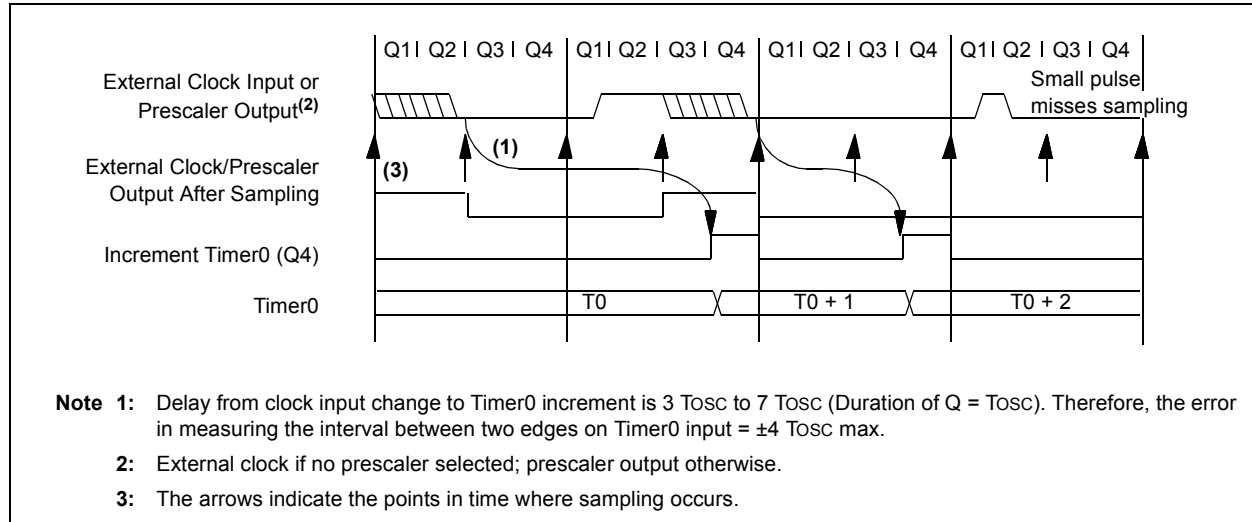 Q1 | Q2 | Q3 | Q4 Q1 | Q2 | Q3 | Q4 Q1 | Q2 | Q3 | Q4 Q1 | Q2 | Q3 | Q4
External Clock Input or
Prescaler Output(2)
Small pulse
misses sampling
(1)
External Clock/Prescaler
Output After Sampling
(3)
Increment Timer0 (Q4)
Timer0
T0 T0 + 1 T0 + 2
Note 1: Delay from clock input change to Timer0 increment is 3 TOSC to 7 TOSC (Duration of Q = TOSC). Therefore, the error
in measuring the interval between two edges on Timer0 input = ±4 TOSC max.
2: External clock if no prescaler selected; prescaler output otherwise.
3: The arrows indicate the points in time where sampling occurs.